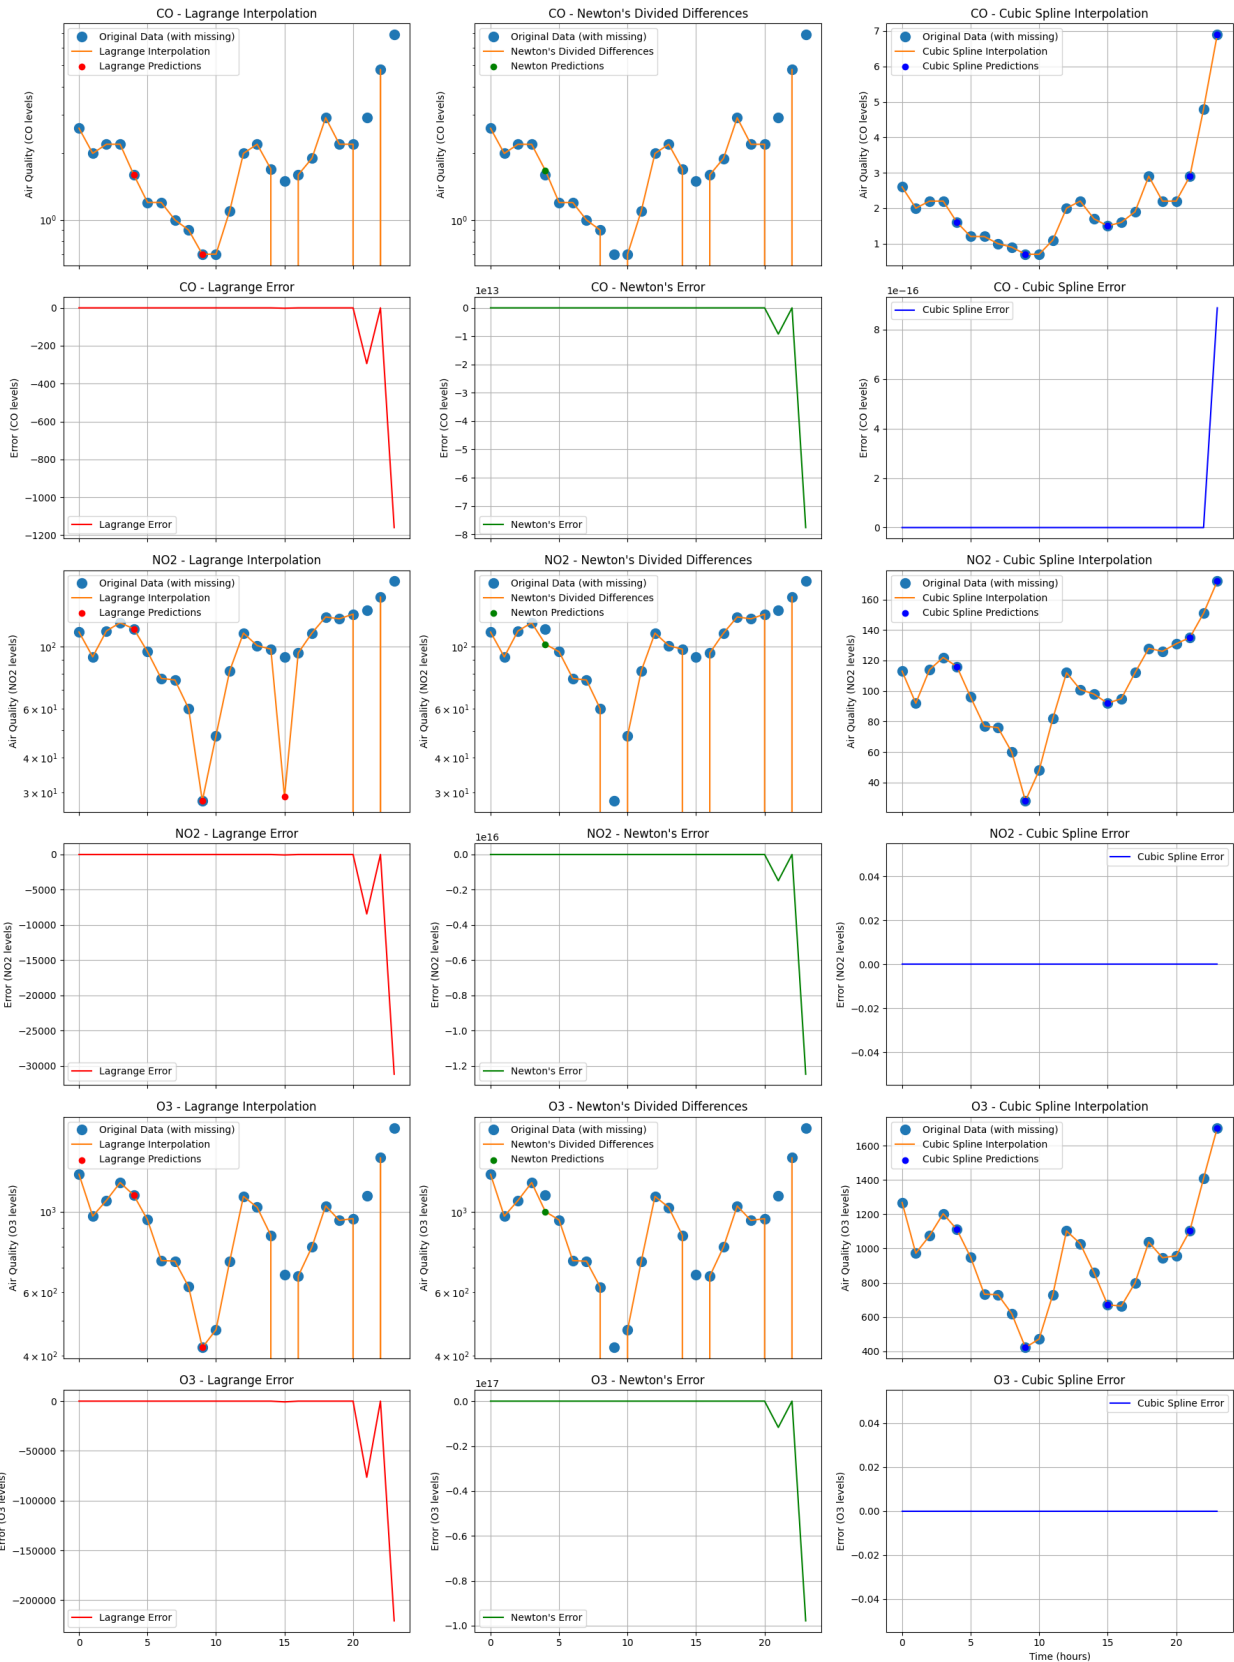 CO - Lagrange Interpolation
Original Data (with missing)
Lagrange Interpolation
Lagrange Predictions
Air Quality (CO levels)
10⁰
CO - Newton's Divided Differences
Original Data (with missing)
Newton's Divided Differences
Newton Predictions
Air Quality (CO levels)
10⁰
CO - Cubic Spline Interpolation
Original Data (with missing)
Cubic Spline Interpolation
Cubic Spline Predictions
Air Quality (CO levels)
7
6
5
4
3
2
1
CO - Lagrange Error
Error (CO levels)
0
−200
−400
−600
−800
−1000
−1200
Lagrange Error
CO - Newton's Error
1e13
Error (CO levels)
0
−1
−2
−3
−4
−5
−6
−7
−8
Newton's Error
CO - Cubic Spline Error
1e−16
Cubic Spline Error
Error (CO levels)
8
6
4
2
0
NO2 - Lagrange Interpolation
Original Data (with missing)
Lagrange Interpolation
Lagrange Predictions
Air Quality (NO2 levels)
10²
6 × 10¹
4 × 10¹
3 × 10¹
NO2 - Newton's Divided Differences
Original Data (with missing)
Newton's Divided Differences
Newton Predictions
Air Quality (NO2 levels)
10²
6 × 10¹
4 × 10¹
3 × 10¹
NO2 - Cubic Spline Interpolation
Original Data (with missing)
Cubic Spline Interpolation
Cubic Spline Predictions
Air Quality (NO2 levels)
160
140
120
100
80
60
40
NO2 - Lagrange Error
Error (NO2 levels)
0
−5000
−10000
−15000
−20000
−25000
−30000
Lagrange Error
NO2 - Newton's Error
1e16
Error (NO2 levels)
0.0
−0.2
−0.4
−0.6
−0.8
−1.0
−1.2
Newton's Error
NO2 - Cubic Spline Error
Cubic Spline Error
Error (NO2 levels)
0.04
0.02
0.00
−0.02
−0.04
O3 - Lagrange Interpolation
Original Data (with missing)
Lagrange Interpolation
Lagrange Predictions
Air Quality (O3 levels)
10³
6 × 10²
4 × 10²
O3 - Newton's Divided Differences
Original Data (with missing)
Newton's Divided Differences
Newton Predictions
Air Quality (O3 levels)
10³
6 × 10²
4 × 10²
O3 - Cubic Spline Interpolation
Original Data (with missing)
Cubic Spline Interpolation
Cubic Spline Predictions
Air Quality (O3 levels)
1600
1400
1200
1000
800
600
400
O3 - Lagrange Error
Error (O3 levels)
0
−50000
−100000
−150000
−200000
Lagrange Error
0 5 10 15 20
O3 - Newton's Error
1e17
Error (O3 levels)
0.0
−0.2
−0.4
−0.6
−0.8
−1.0
Newton's Error
0 5 10 15 20
O3 - Cubic Spline Error
Cubic Spline Error
Error (O3 levels)
0.04
0.02
0.00
−0.02
−0.04
0 5 10 15 20
Time (hours)